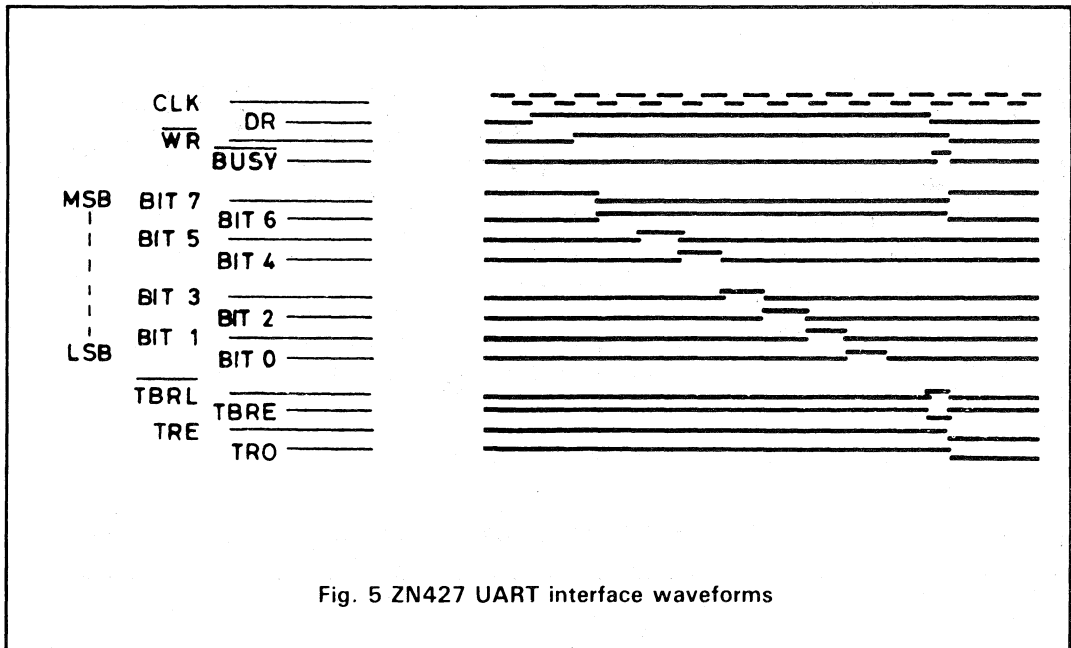 CLK
DR
WR
BUSY
MSB BIT 7
BIT 6
BIT 5
BIT 4
BIT 3
BIT 2
BIT 1
LSB
BIT 0
TBRL
TBRE
TRE
TRO
Fig. 5 ZN427 UART interface waveforms